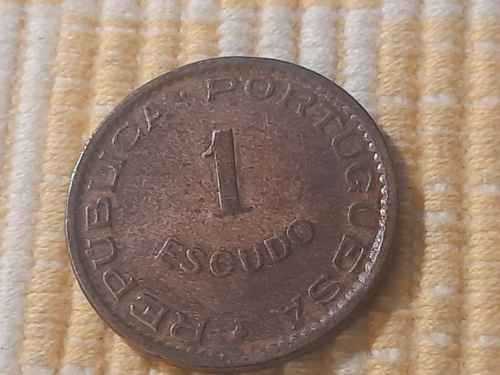 REPUBLICA · PORTUGUESA ·
1
ESCUDO